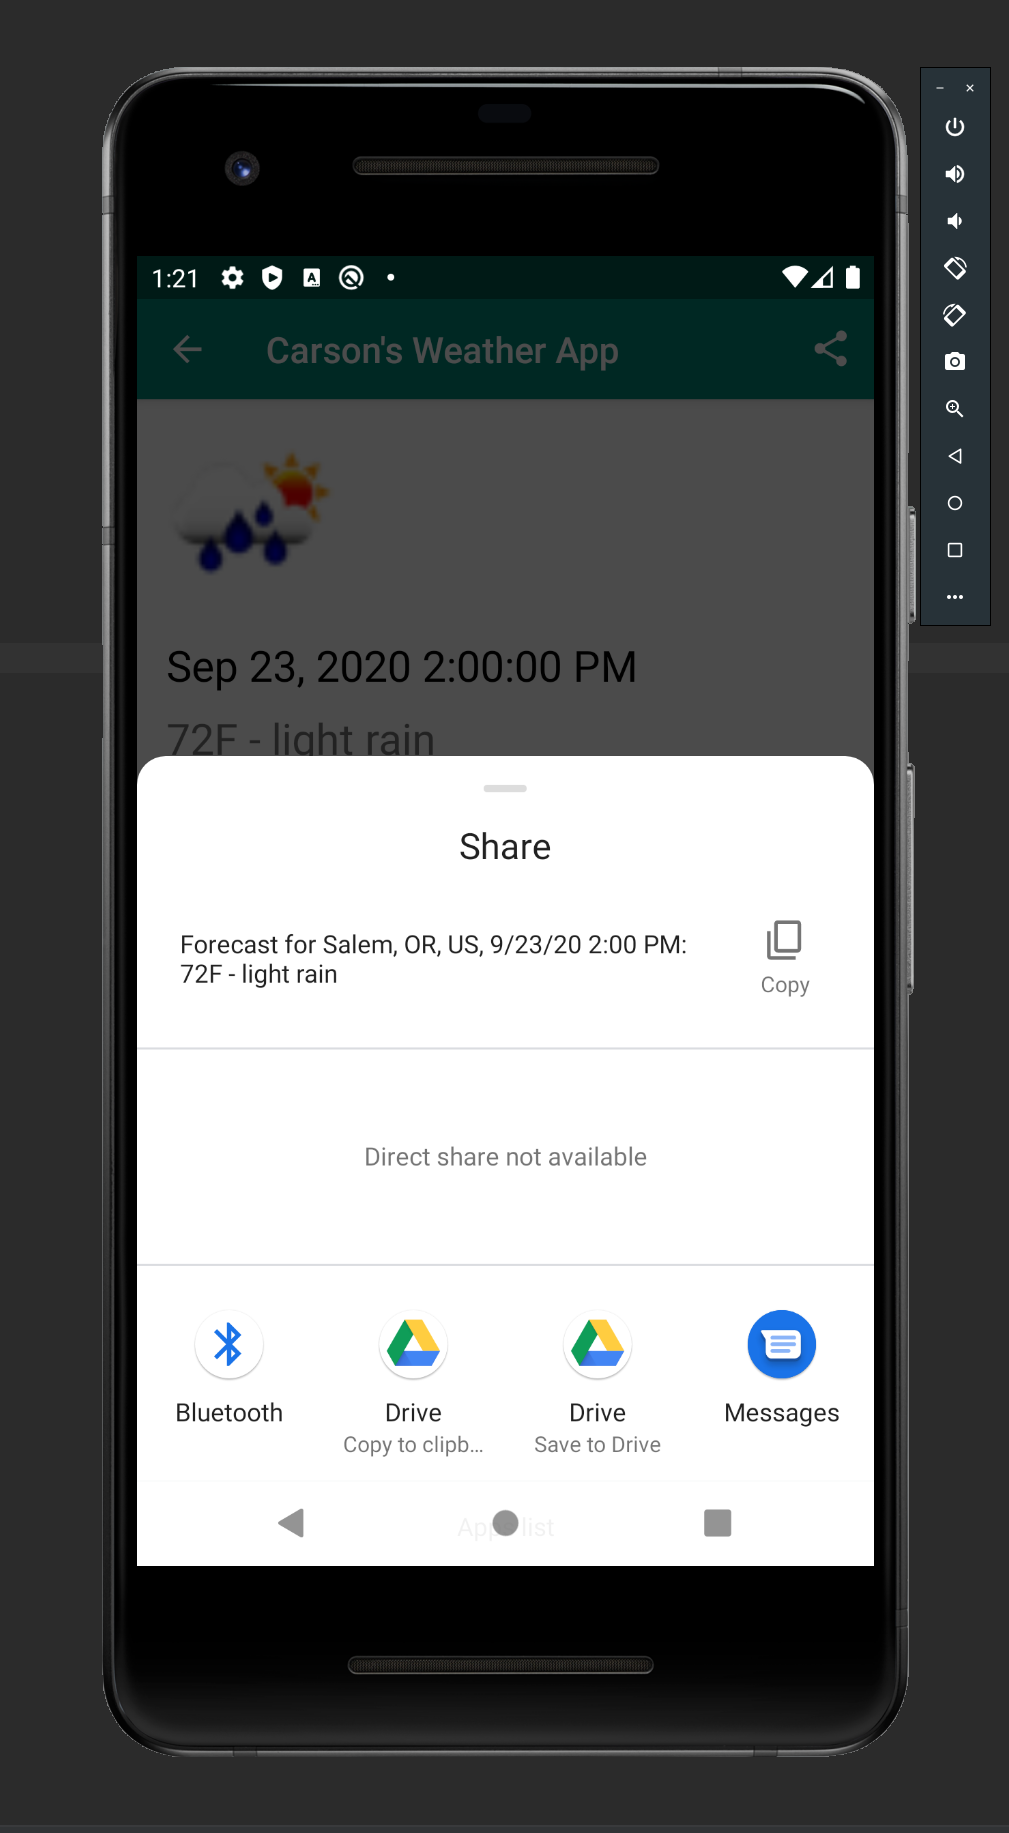 1:21
Carson's Weather App
Sep 23, 2020 2:00:00 PM
72F - light rain
Share
Forecast for Salem, OR, US, 9/23/20 2:00 PM:
72F - light rain
Copy
Direct share not available
Bluetooth
Drive
Copy to clipb...
Drive
Save to Drive
Messages
Apps list